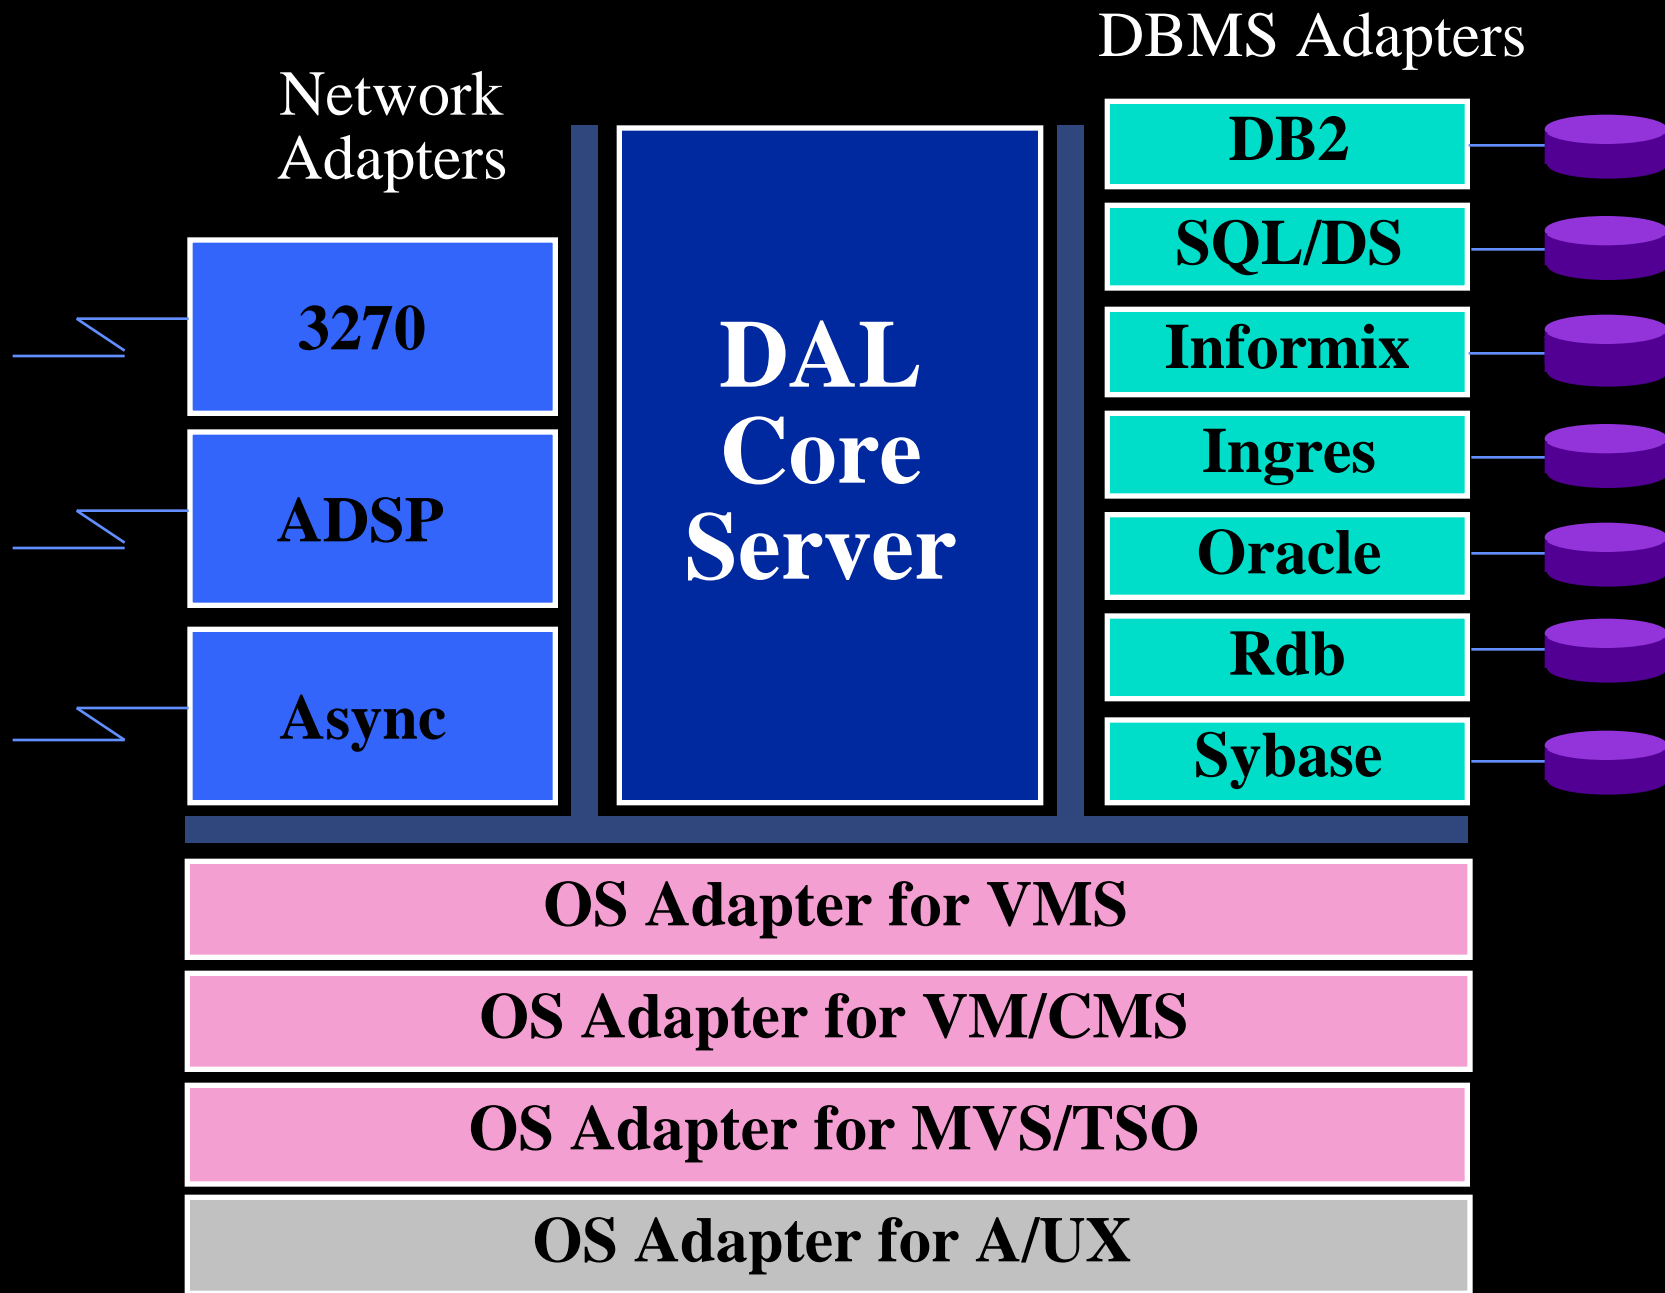 DBMS Adapters
Network
Adapters
3270
ADSP
Async
DAL
Core
Server
DB2
SQL/DS
Informix
Ingres
Oracle
Rdb
Sybase
OS Adapter for VMS
OS Adapter for VM/CMS
OS Adapter for MVS/TSO
OS Adapter for A/UX